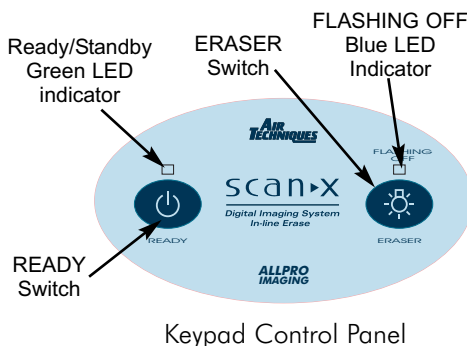 Ready/Standby
Green LED
indicator
ERASER
Switch
FLASHING OFF
Blue LED
Indicator
AIR
TECHNIQUES
FLASHING
OFF
scan x
Digital Imaging System
In-line Erase
READY
ERASER
READY
Switch
ALLPRO
IMAGING
Keypad Control Panel